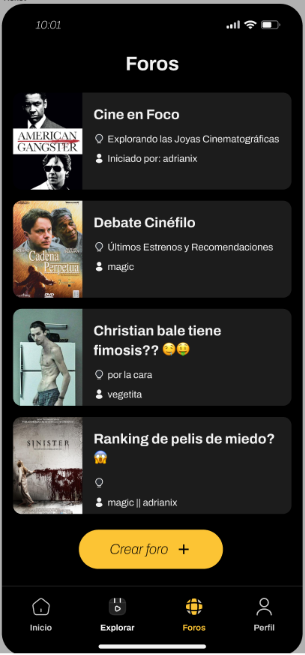 10:01
Foros
AMERICAN
GANGSTER
Cine en Foco
Explorando las Joyas Cinematográficas
Iniciado por: adrianix
Cadena
Perpetua
DVD
Debate Cinéfilo
Últimos Estrenos y Recomendaciones
magic
Christian bale tiene
fimosis?? 😊🤑
por la cara
vegetita
SINISTER
Ranking de pelis de miedo?
😱
magic || adrianix
Crear foro +
Inicio
Explorar
Foros
Perfil